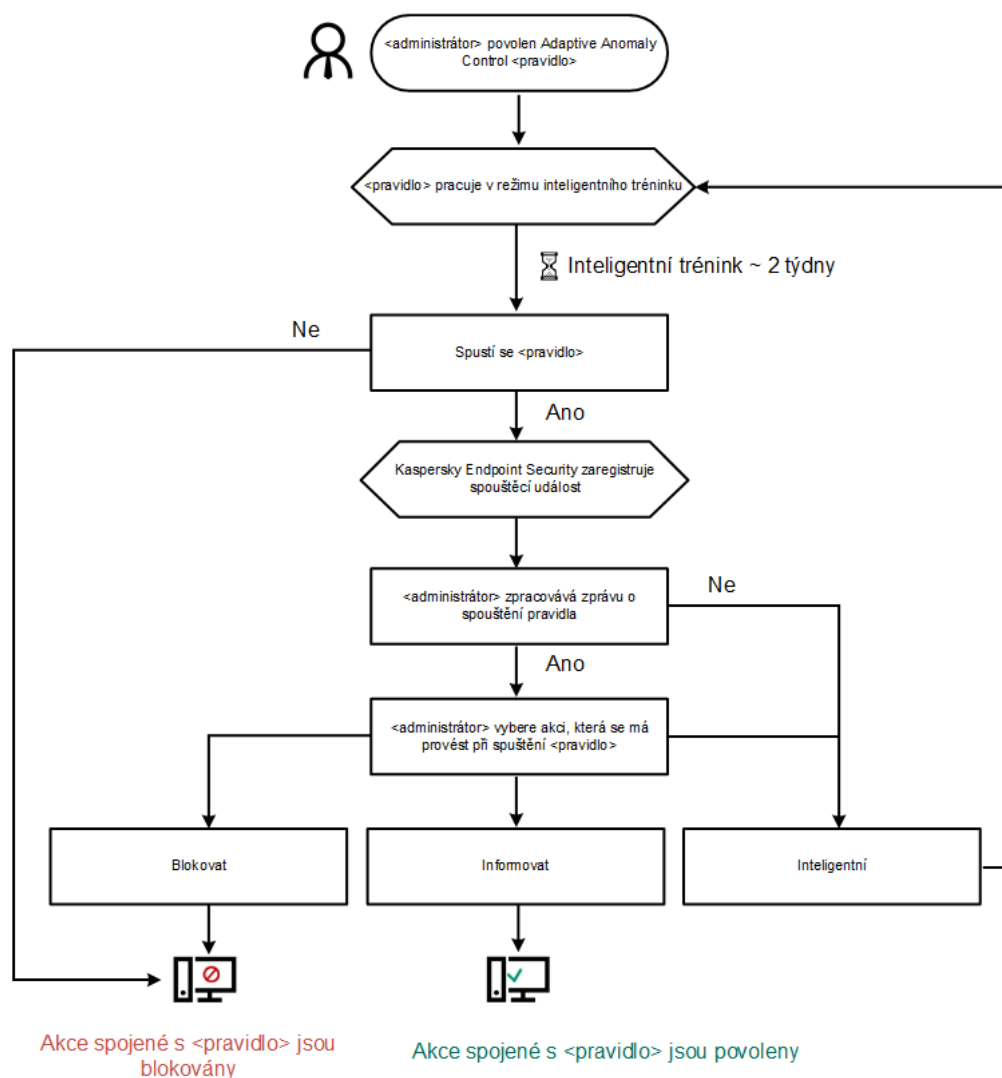 <administrátor> povolen Adaptive Anomaly
Control <pravidlo>
<pravidlo> pracuje v režimu inteligentního tréninku
Inteligentní trénink ~ 2 týdny
Ne
Spustí se <pravidlo>
Ano
Kaspersky Endpoint Security zaregistruje
spouštěcí událost
<administrátor> zpracovává zprávu o
spouštění pravidla
Ne
Ano
<administrátor> vybere akci, která se má
provést při spuštění <pravidlo>
Blokovat
Informovat
Inteligentní
Akce spojené s <pravidlo> jsou
blokovány
Akce spojené s <pravidlo> jsou povoleny